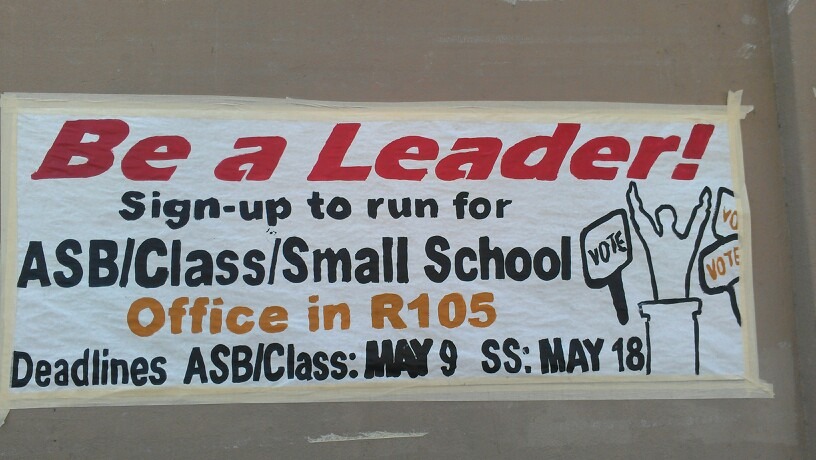 Be a Leader!
Sign-up to run for
ASB/Class/Small School
Office in R105
Deadlines ASB/Class: MAY 9 SS: MAY 18
VOTE
VO
VOTE